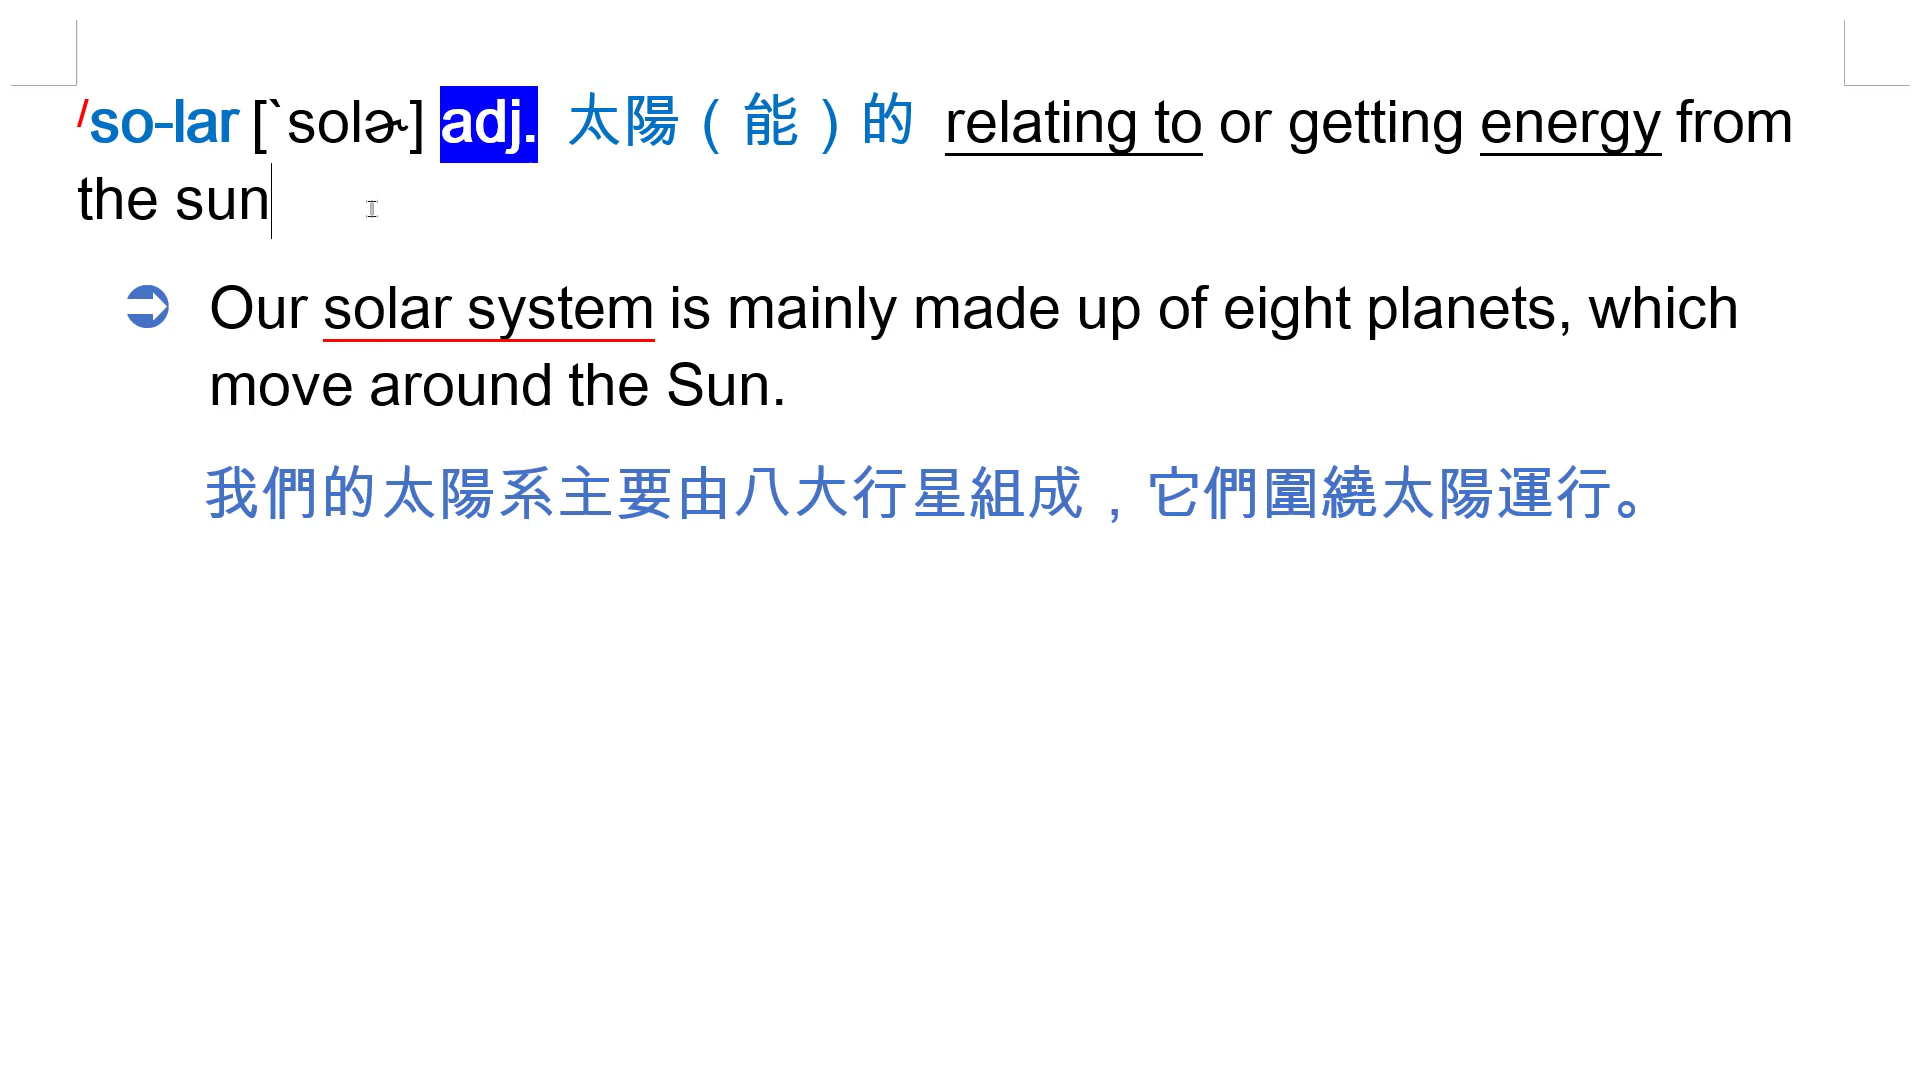 /so-lar [ˋsolɚ] adj. 太陽（能）的 relating to or getting energy from
the sun
Our solar system is mainly made up of eight planets, which
move around the Sun.
我們的太陽系主要由八大行星組成，它們圍繞太陽運行。